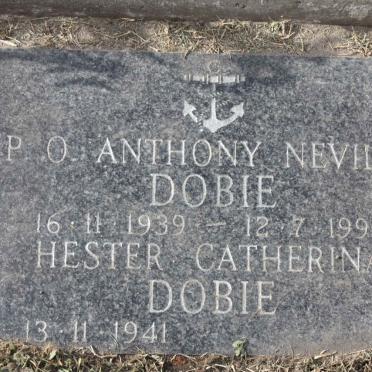 P O ANTHONY NEVIL
DOBIE
16·11·1939 — 12·7·199
HESTER CATHERINA
DOBIE
13·11·1941